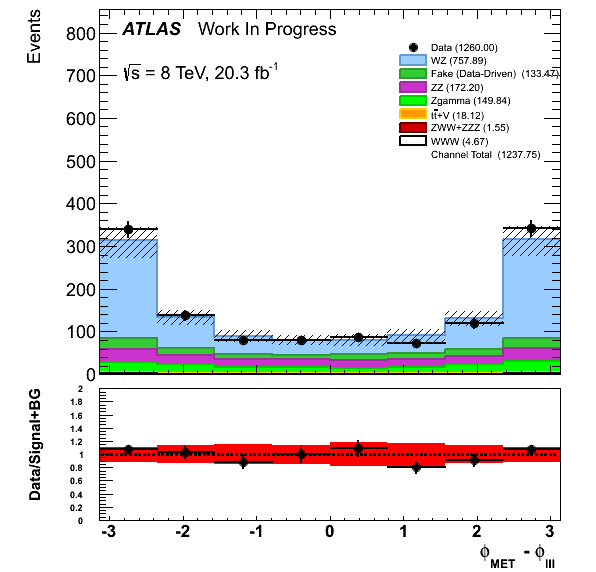 Events
800
700
600
500
400
300
200
100
0
ATLAS Work In Progress
√s = 8 TeV, 20.3 fb⁻¹
Data (1260.00)
WZ (757.89)
Fake (Data-Driven) (133.47)
ZZ (172.20)
Zgamma (149.84)
tt̄+V (18.12)
ZWW+ZZZ (1.55)
WWW (4.67)
Channel Total (1237.75)
Data/Signal+BG
2
1.8
1.6
1.4
1.2
1
0.8
0.6
0.4
0.2
0
-3 -2 -1 0 1 2 3
ϕMET - ϕlll